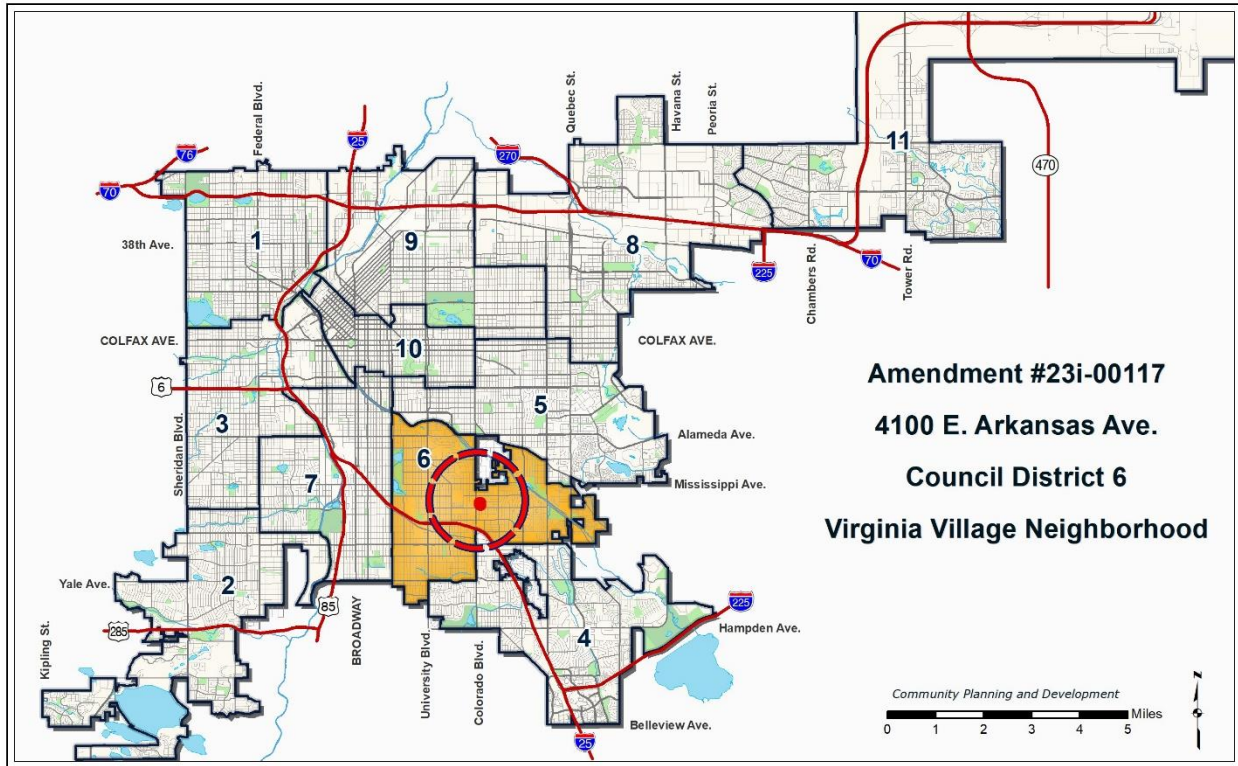 Federal Blvd.
Quebec St.
Havana St.
Peoria St.
76
25
270
70
11
470
1
9
38th Ave.
8
225
70
Chambers Rd.
Tower Rd.
COLFAX AVE.
10
COLFAX AVE.
6
5
3
Sheridan Blvd.
6
Alameda Ave.
7
Mississippi Ave.
Amendment #23i-00117
4100 E. Arkansas Ave.
Council District 6
Virginia Village Neighborhood
Yale Ave.
2
85
BROADWAY
285
Kipling St.
University Blvd.
Colorado Blvd.
4
225
Hampden Ave.
Belleview Ave.
25
Community Planning and Development
Miles
0 1 2 3 4 5
N